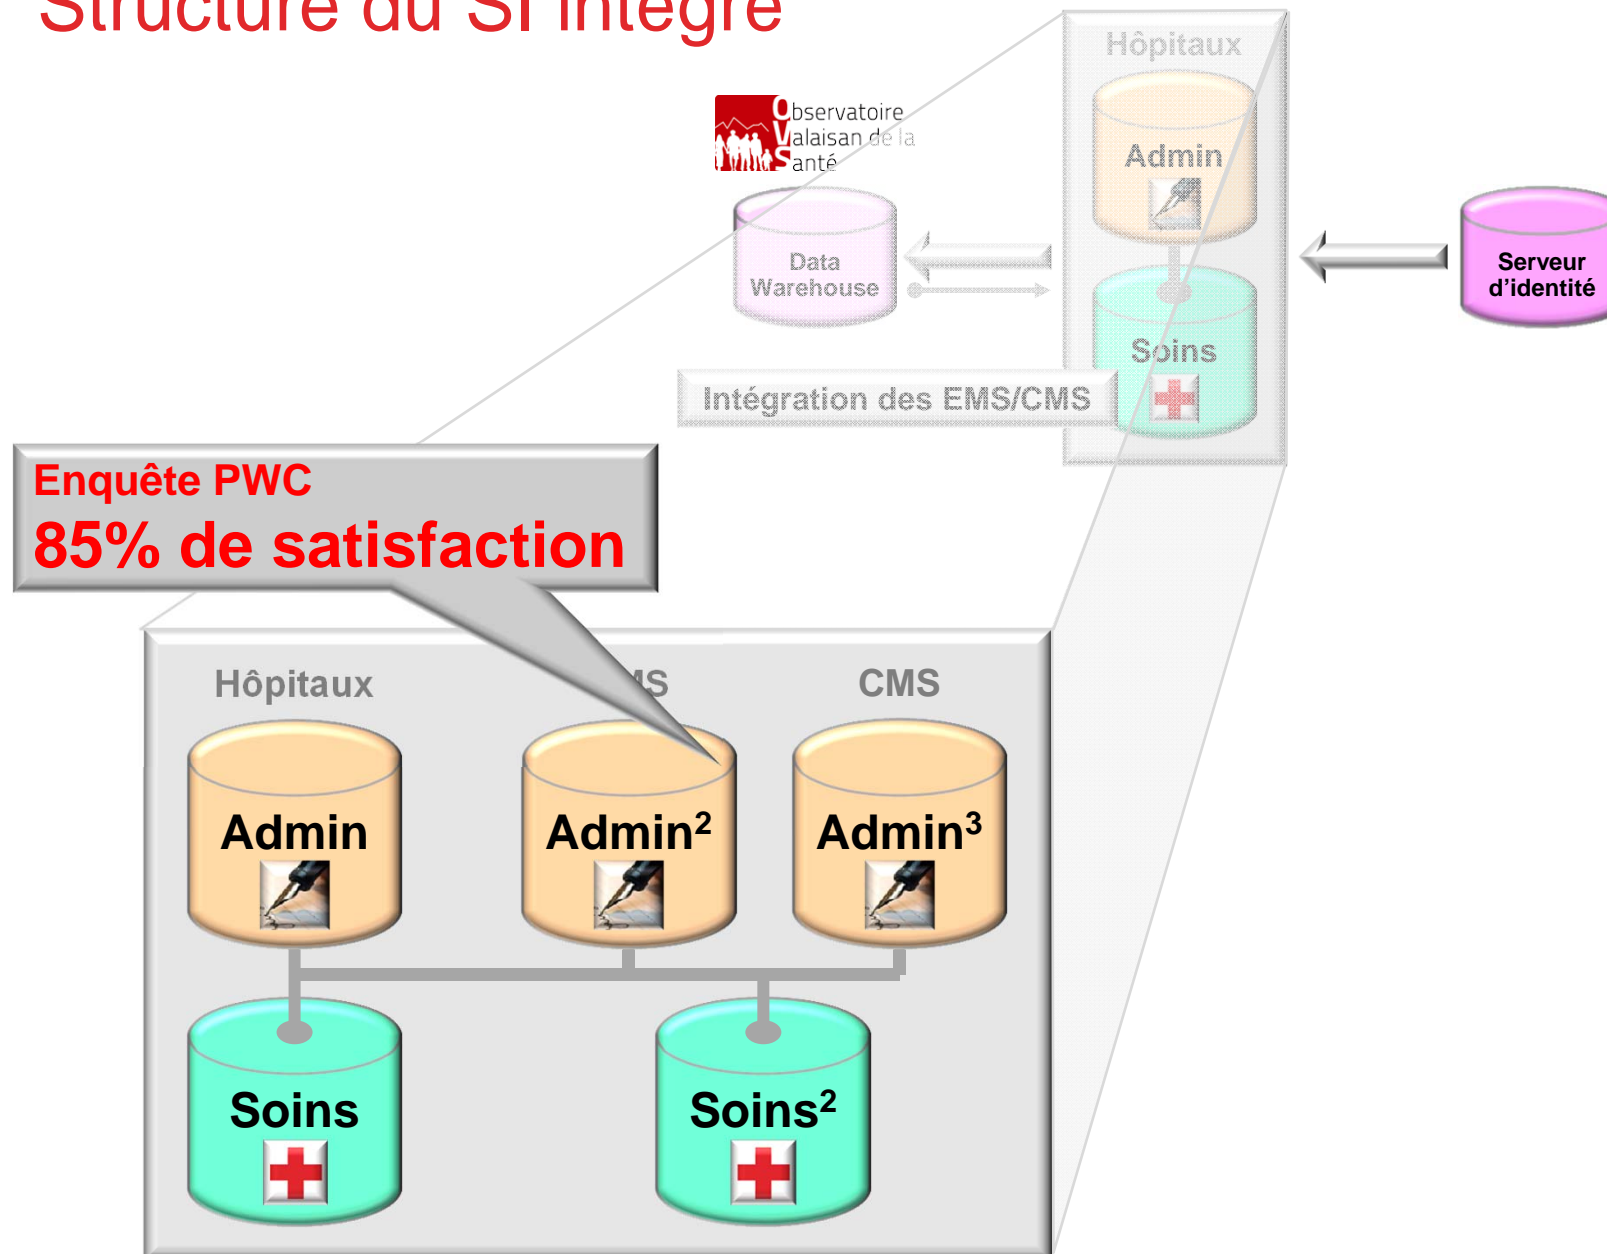 Structure du SI intégré
Hôpitaux
Observatoire
Valaisan de la
Santé
Admin
Data
Warehouse
Serveur
d'identité
Soins
Intégration des EMS/CMS
Enquête PWC
85% de satisfaction
Hôpitaux
MS
CMS
Admin
Admin²
Admin³
Soins
Soins²